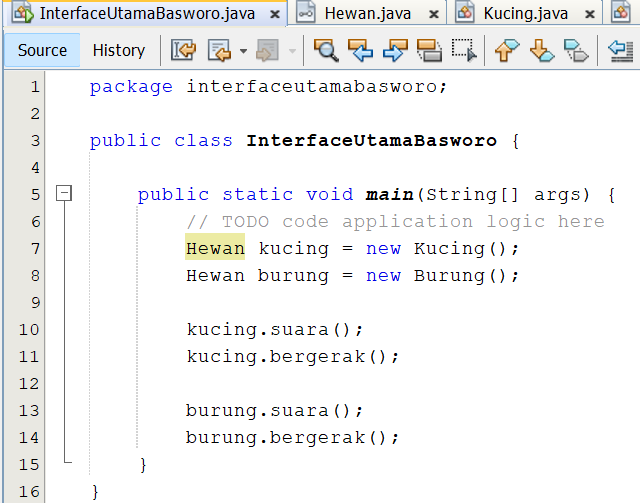 InterfaceUtamaBasworo.java Hewan.java Kucing.java
Source History
1 package interfaceutamabasworo;
2
3 public class InterfaceUtamaBasworo {
4
5 public static void main(String[] args) {
6 // TODO code application logic here
7 Hewan kucing = new Kucing();
8 Hewan burung = new Burung();
9
10 kucing.suara();
11 kucing.bergerak();
12
13 burung.suara();
14 burung.bergerak();
15 }
16 }